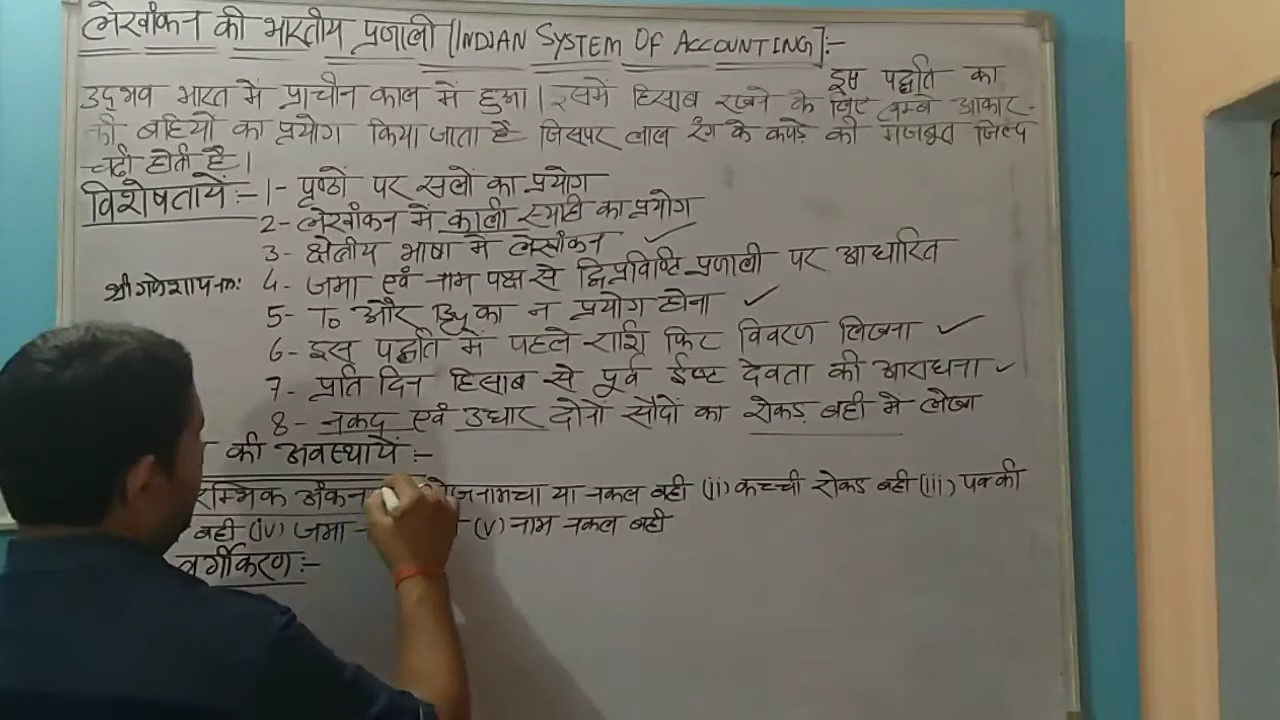 लेखांकन की भारतीय प्रणाली [INDIAN SYSTEM OF ACCOUNTING]:-
इस पद्धति का
उद्भव भारत में प्राचीन काल में हुआ। इसमें हिसाब रखने के लिए लम्बे आकार
की बहियों का प्रयोग किया जाता है जिसपर लाल रंग के कपड़े की मजबूत जिल्द
चढ़ी होती है।
विशेषतायें:- 1- पृष्ठों पर सलों का प्रयोग
2- लेखांकन में काली स्याही का प्रयोग
3- क्षेत्रीय भाषा में लेखांकन ✓
4- जमा एवं नाम पक्ष से द्विप्रविष्टि प्रणाली पर आधारित
श्री गणेशाय नमः
5- To और By का न प्रयोग होना ✓
6- इस पद्धति में पहले राशि फिर विवरण लिखना ✓
7- प्रति दिन हिसाब से पूर्व ईष्ट देवता की आराधना ✓
8- नकद एवं उधार दोनों सौदों का रोकड़ बही में लेखा
की अवस्थायें:-
रम्भिक अंकन या नकल बही (ii) कच्ची रोकड़ बही (iii) पक्की
बही (iv) जमा (v) नाम नकल बही
वर्गीकरण:-